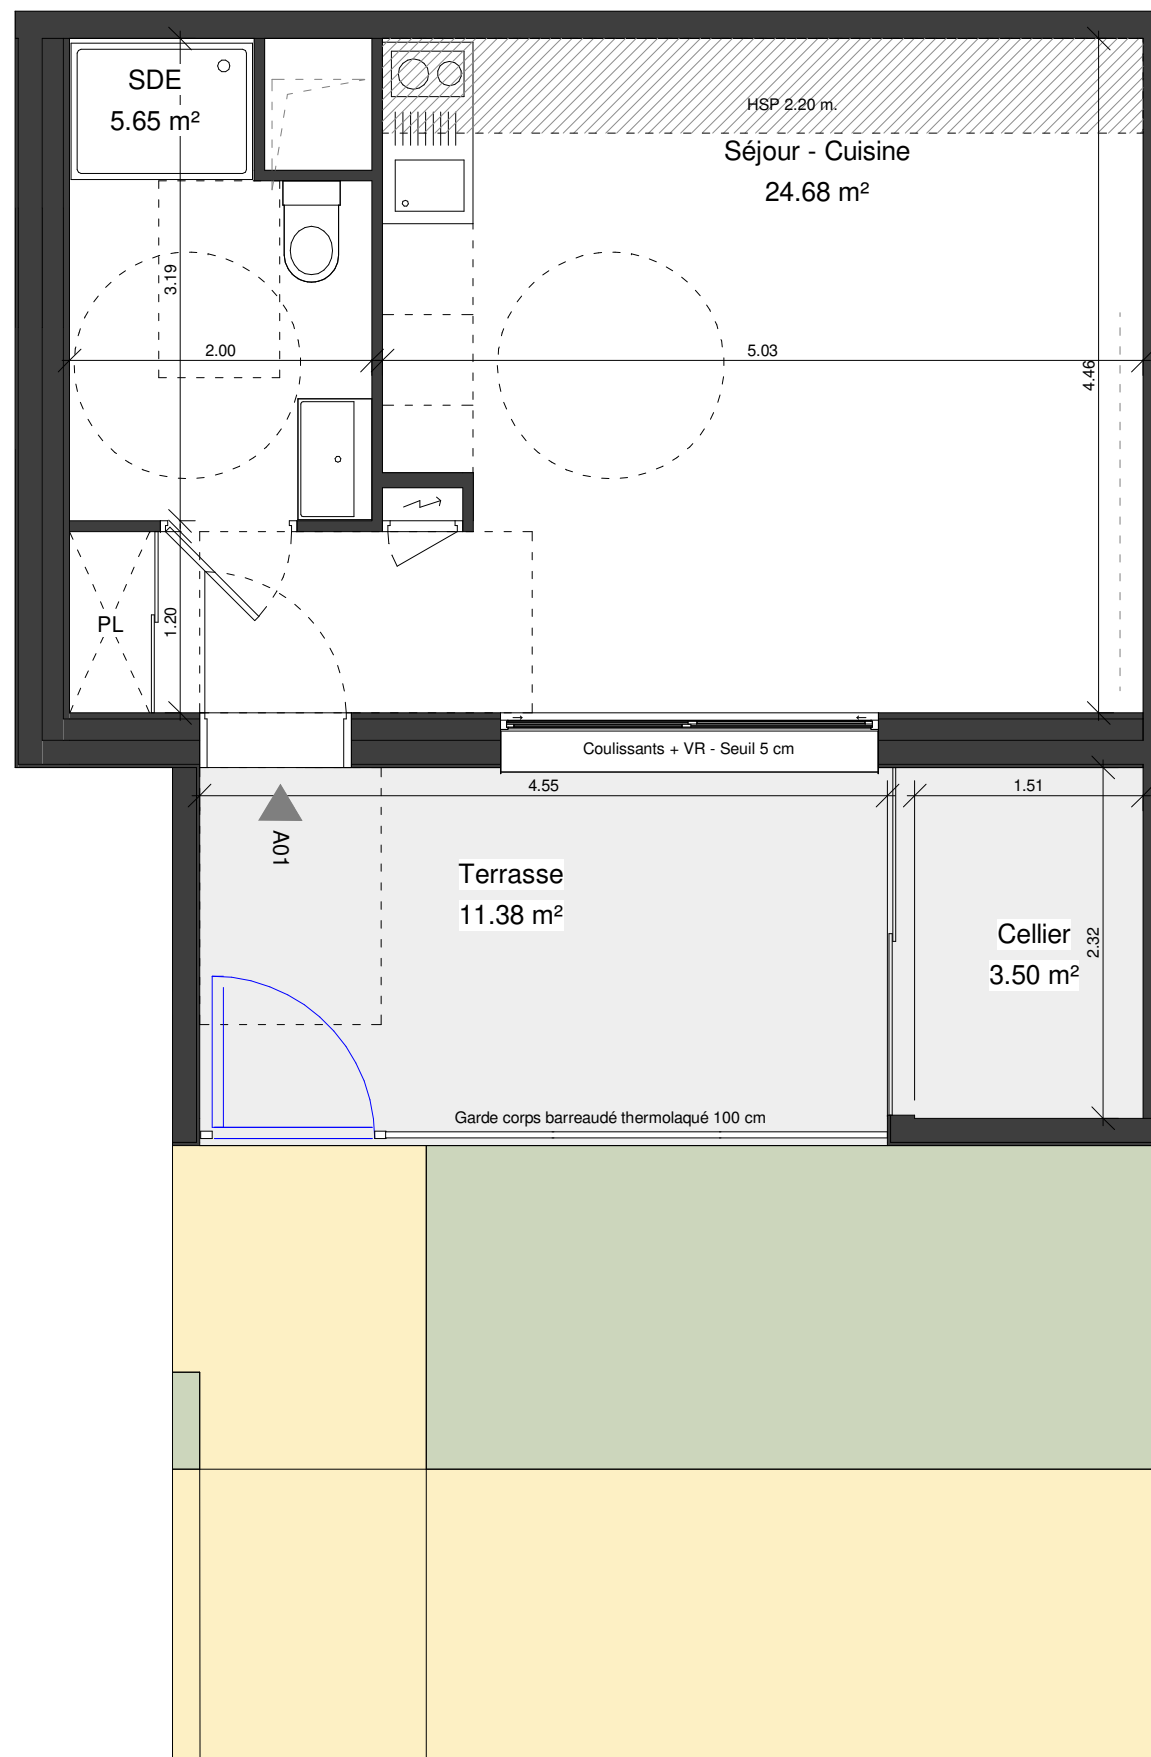 SDE
5.65 m²
HSP 2.20 m.
Séjour - Cuisine
24.68 m²
3.19
2.00
5.03
4.46
PL
1.20
Coulissants + VR - Seuil 5 cm
4.55
1.51
A01
Terrasse
11.38 m²
Cellier
3.50 m²
2.32
Garde corps barreaudé thermolaqué 100 cm